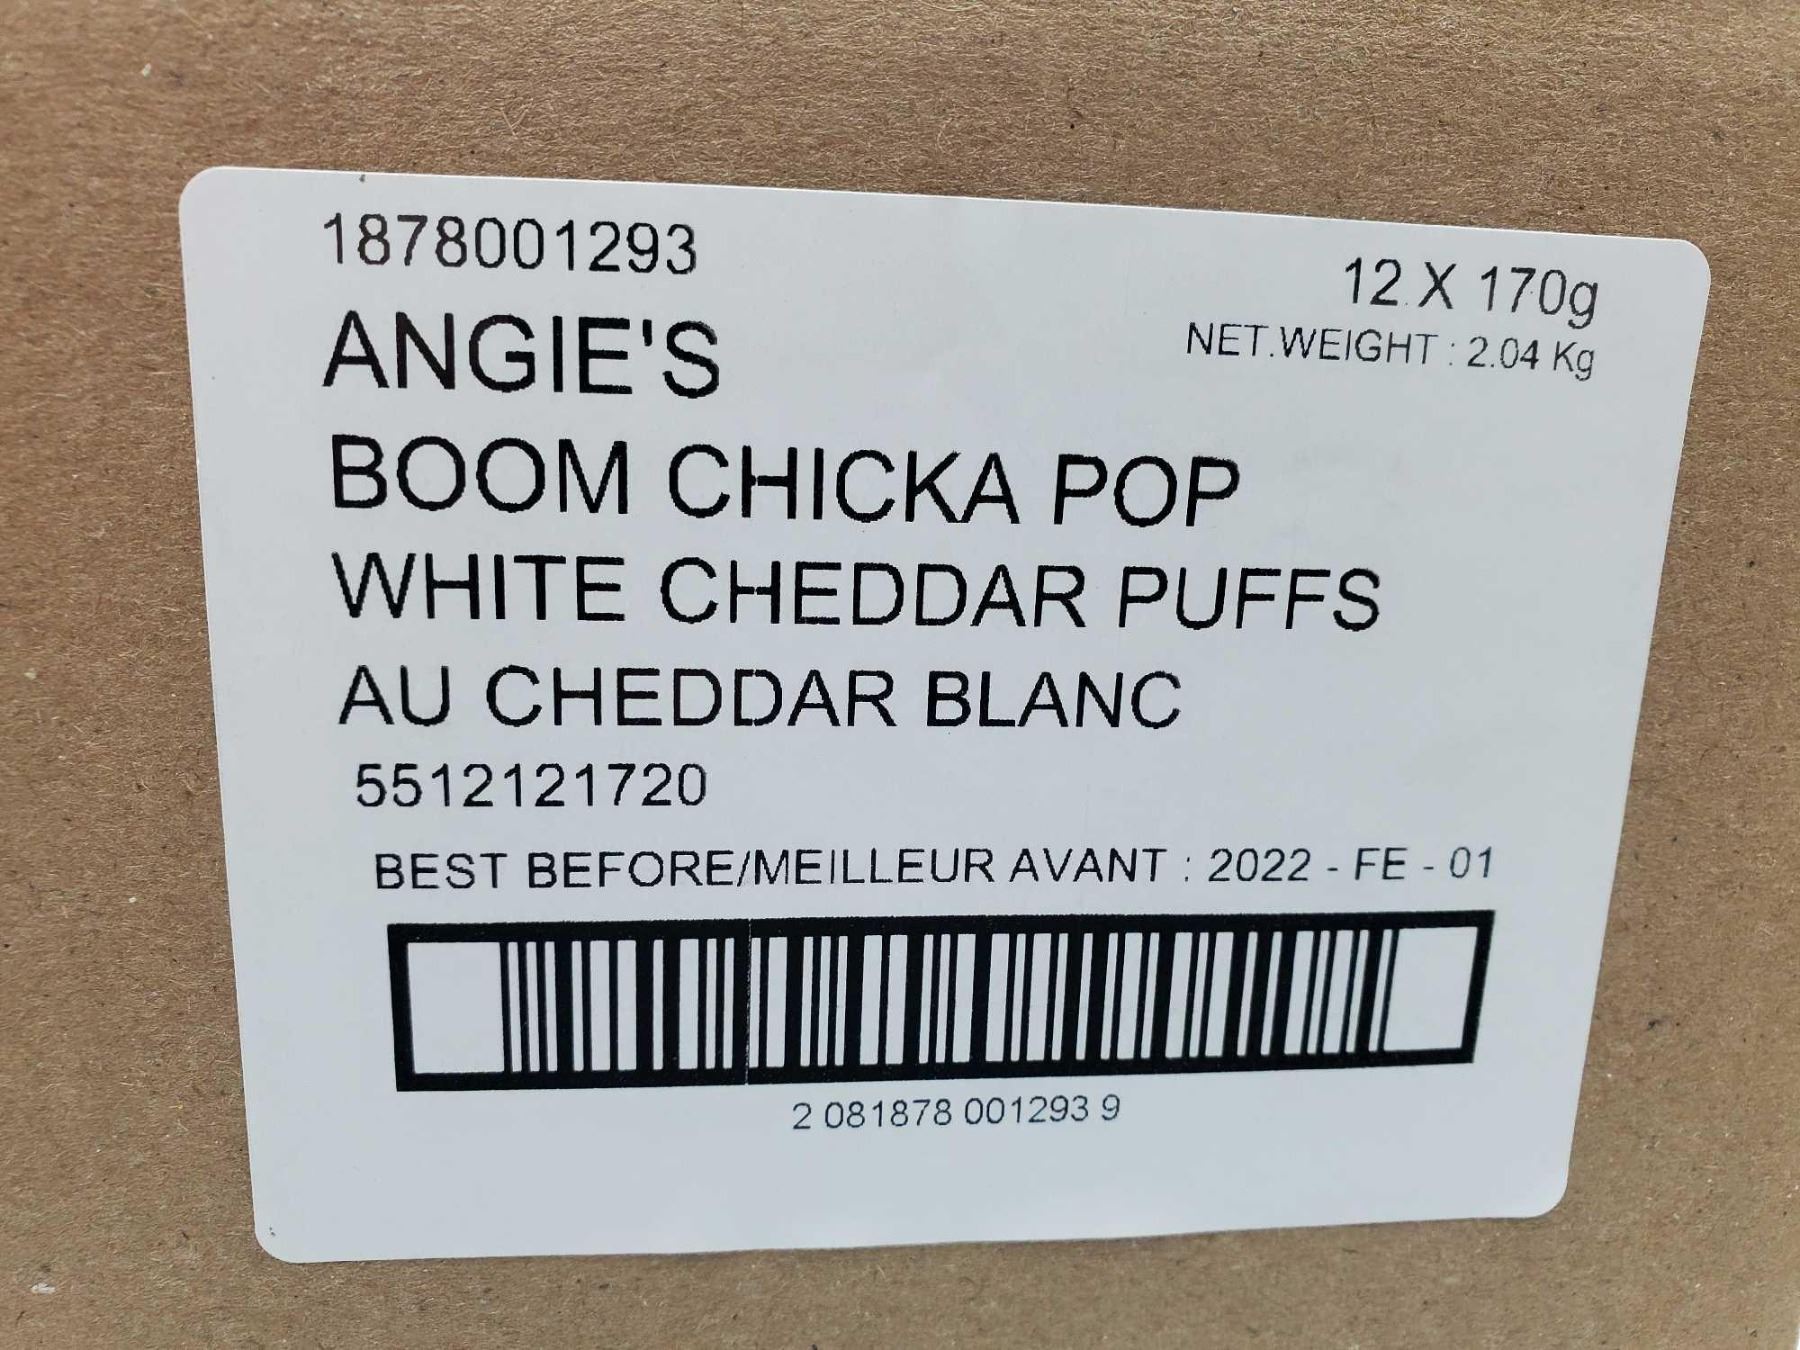 1878001293
12 X 170g
NET.WEIGHT : 2.04 Kg
ANGIE'S
BOOM CHICKA POP
WHITE CHEDDAR PUFFS
AU CHEDDAR BLANC
5512121720
BEST BEFORE/MEILLEUR AVANT : 2022 - FE - 01
2 081878 001293 9